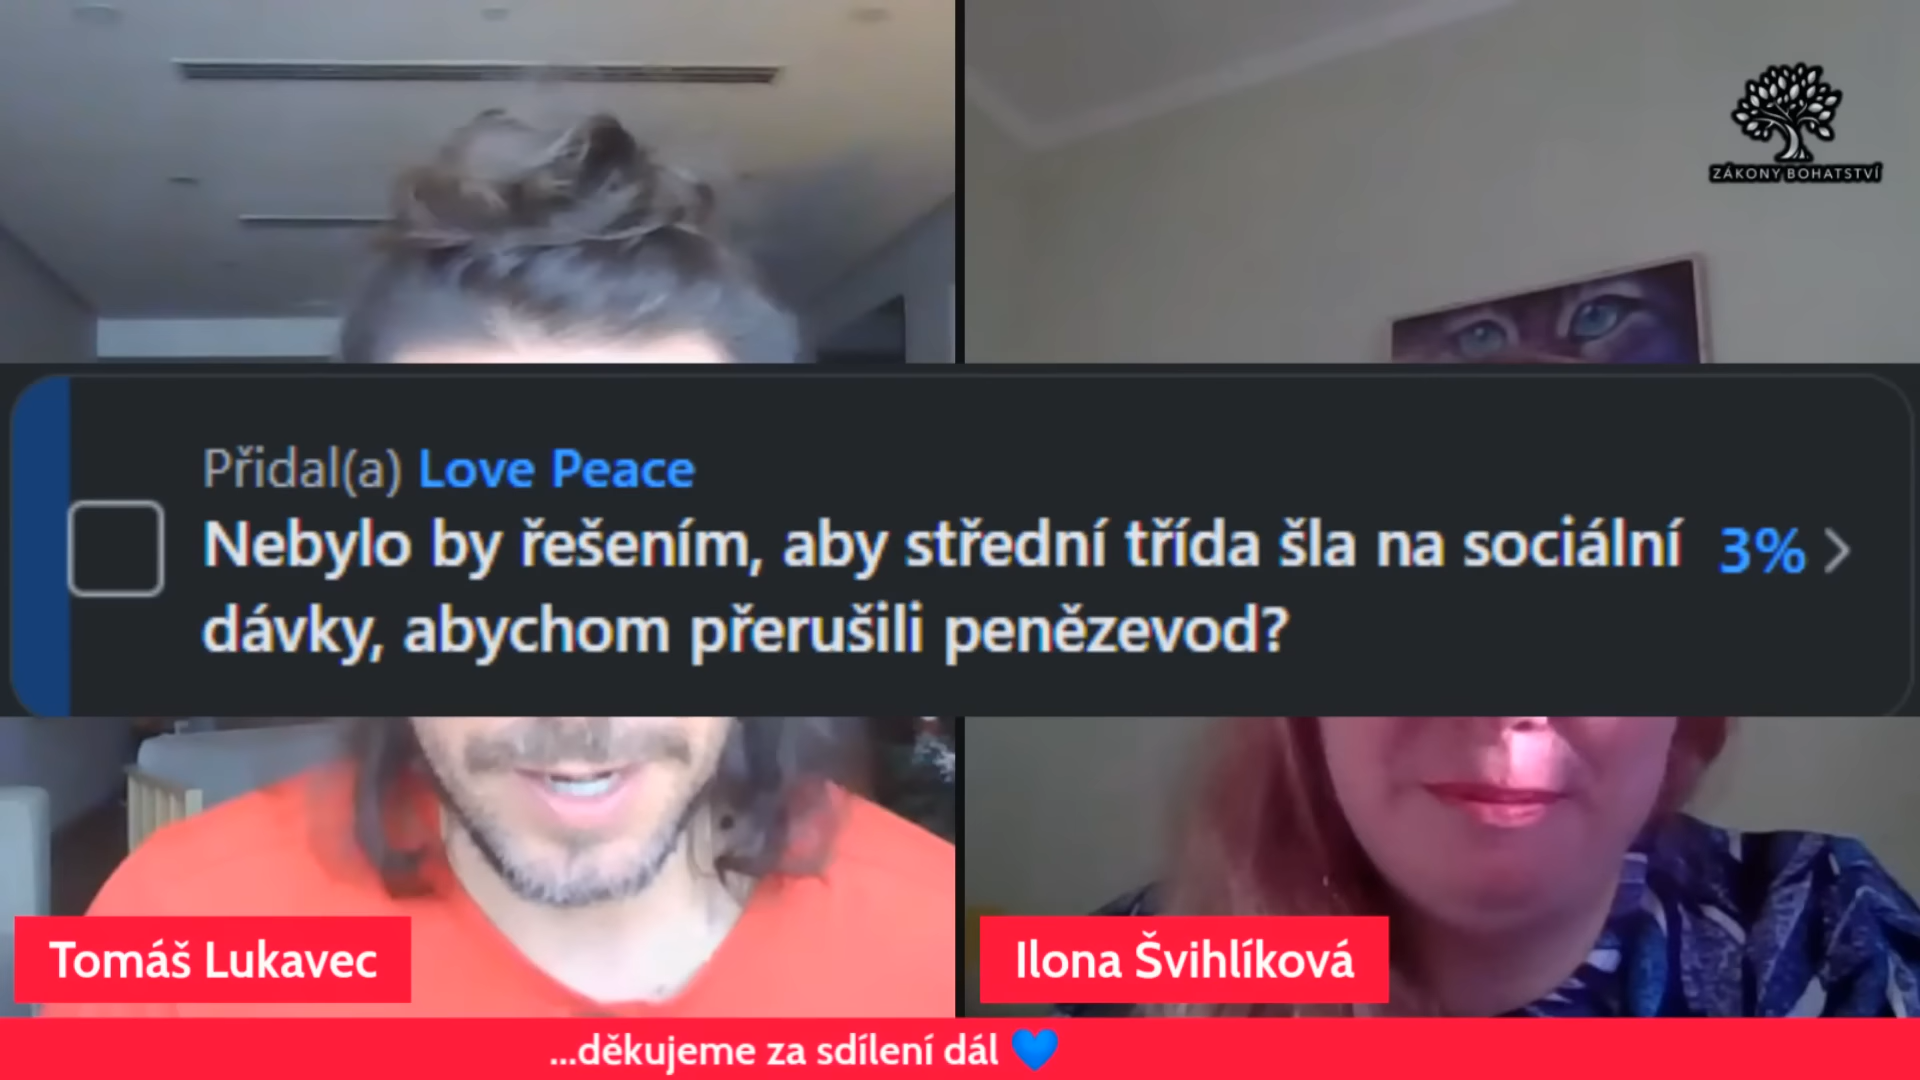 ZÁKONY BOHATSTVÍ
Přidal(a) Love Peace
Nebylo by řešením, aby střední třída šla na sociální 3%
dávky, abychom přerušili penězevod?
Tomáš Lukavec
Ilona Švihlíková
...děkujeme za sdílení dál 💙